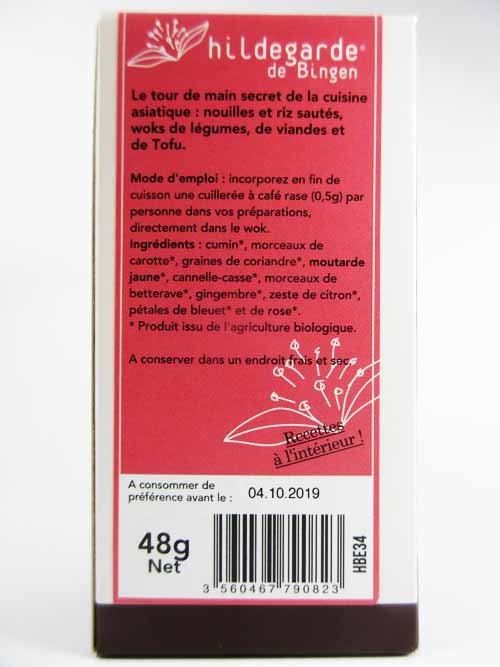 hildegarde®
de Bingen
Le tour de main secret de la cuisine
asiatique : nouilles et riz sautés,
woks de légumes, de viandes et
de Tofu.
Mode d'emploi : incorporez en fin de
cuisson une cuillerée à café rase (0,5g) par
personne dans vos préparations,
directement dans le wok.
Ingrédients : cumin*, morceaux de
carotte*, graines de coriandre*, moutarde
jaune*, cannelle-casse*, morceaux de
betterave*, gingembre*, zeste de citron*,
pétales de bleuet* et de rose*.
* Produit issu de l'agriculture biologique.
A conserver dans un endroit frais et sec.
Recettes
à l'intérieur !
A consommer de
préférence avant le : 04.10.2019
48g
Net
HBE34
3 560467 790823